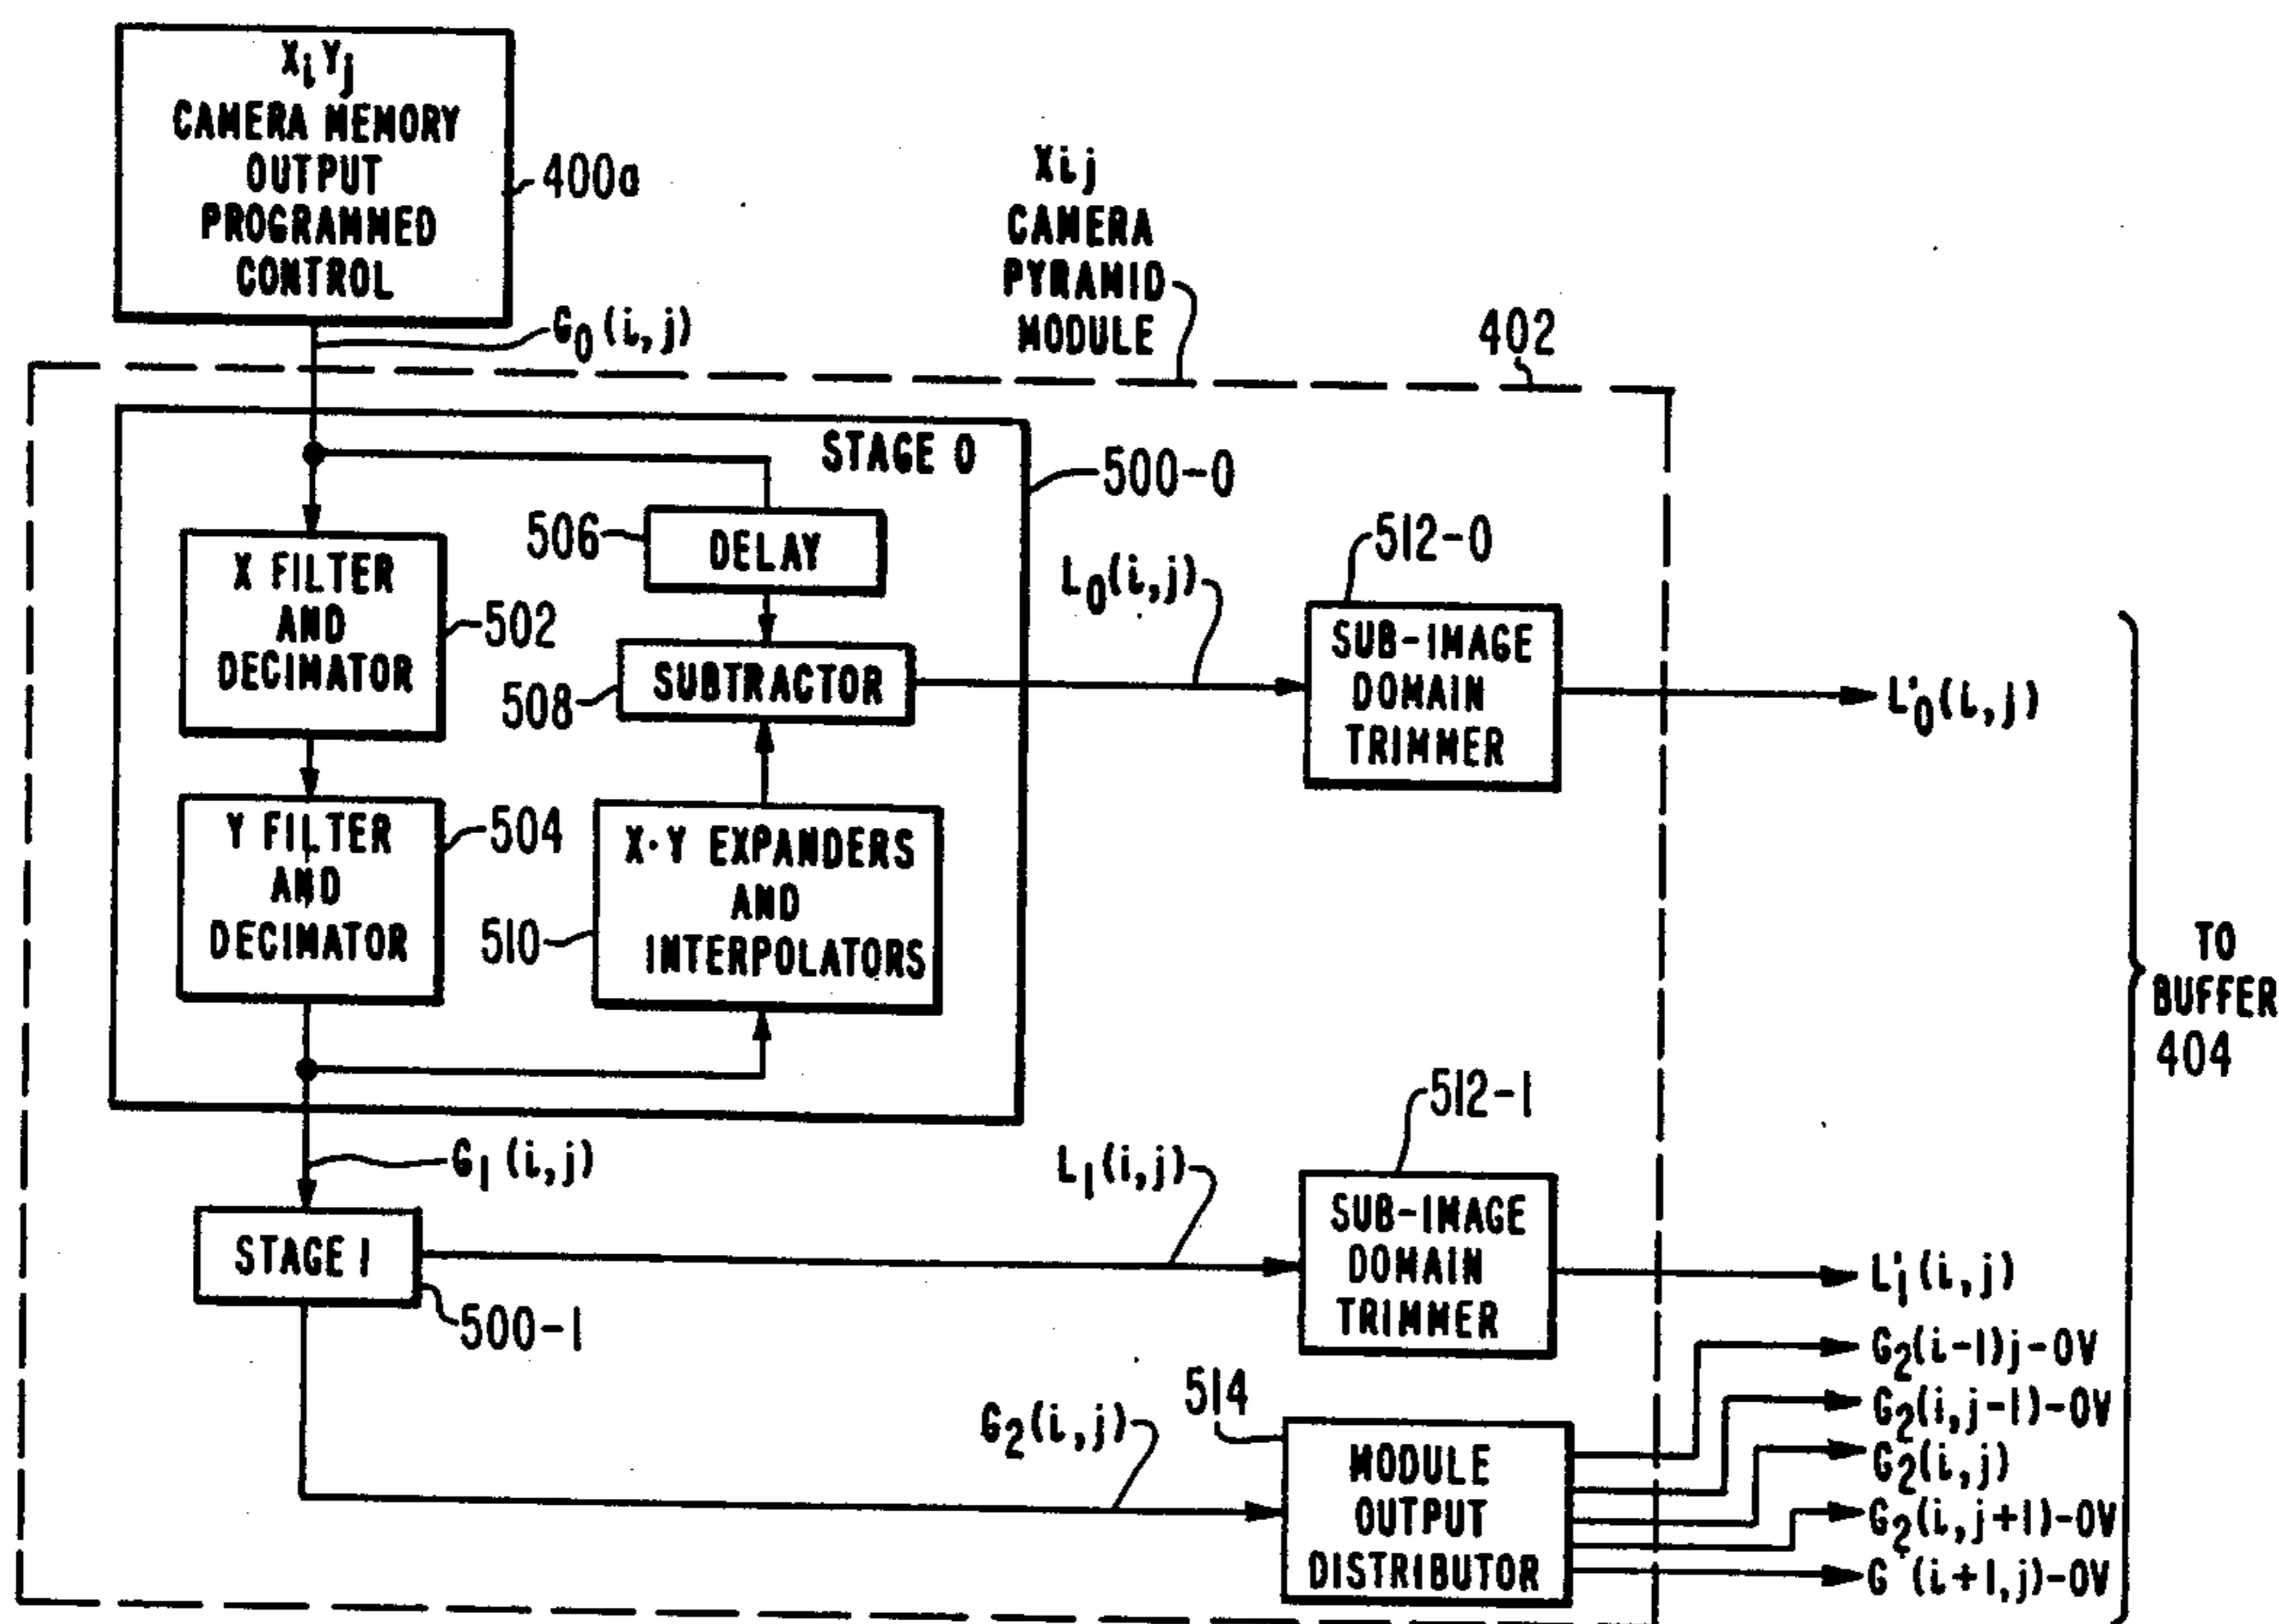 XiYj
CAMERA MEMORY
OUTPUT
PROGRAMMED
CONTROL
400a
G0(i,j)
Xi,j
CAMERA
PYRAMID
MODULE
402
STAGE 0
500-0
X FILTER
AND
DECIMATOR
502
506
DELAY
508
SUBTRACTOR
L0(i,j)
512-0
SUB-IMAGE
DOMAIN
TRIMMER
L'0(i,j)
Y FILTER
AND
DECIMATOR
504
510
X·Y EXPANDERS
AND
INTERPOLATORS
TO
BUFFER
404
G1(i,j)
STAGE 1
500-1
L1(i,j)
512-1
SUB-IMAGE
DOMAIN
TRIMMER
L'1(i,j)
G2(i,j)
514
MODULE
OUTPUT
DISTRIBUTOR
G2(i-1)j-OV
G2(i,j-1)-OV
G2(i,j)
G2(i,j+1)-OV
G'(i+1,j)-OV